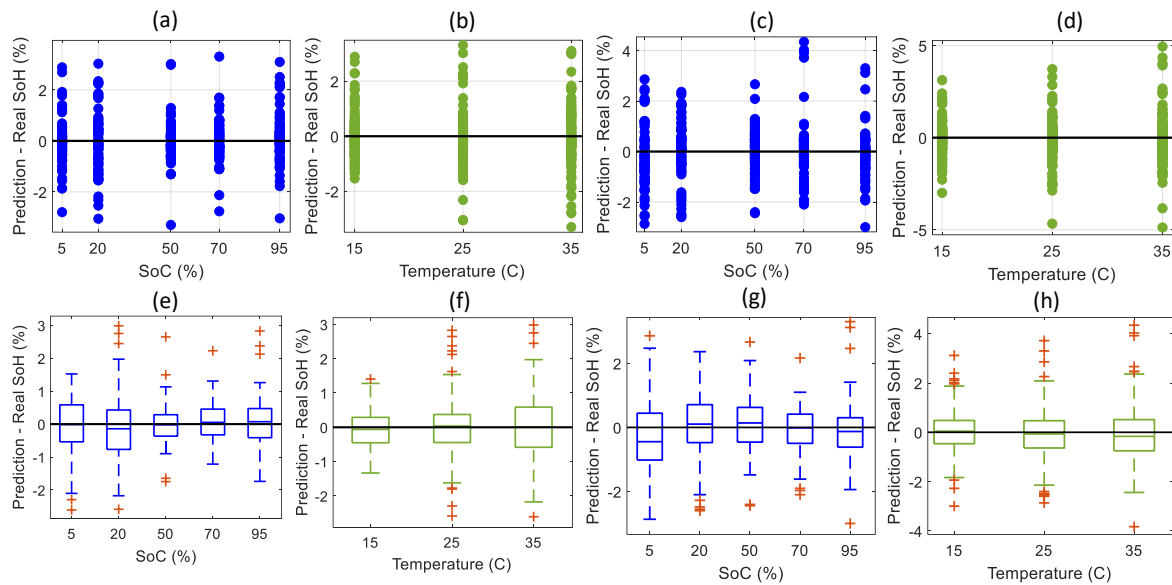 (a)
(b)
(c)
(d)
Prediction - Real SoH (%)
2
0
-2
5
20
50
70
95
SoC (%)
Prediction - Real SoH (%)
2
0
-2
15
25
35
Temperature (C)
Prediction - Real SoH (%)
4
2
0
-2
5
20
50
70
95
SoC (%)
Prediction - Real SoH (%)
5
0
-5
15
25
35
Temperature (C)
(e)
(f)
(g)
(h)
Prediction - Real SoH (%)
3
2
1
0
-1
-2
5
20
50
70
95
SoC (%)
Prediction - Real SoH (%)
3
2
1
0
-1
-2
15
25
35
Temperature (C)
Prediction - Real SoH (%)
2
0
-2
5
20
50
70
95
SoC (%)
Prediction - Real SoH (%)
4
2
0
-2
-4
15
25
35
Temperature (C)